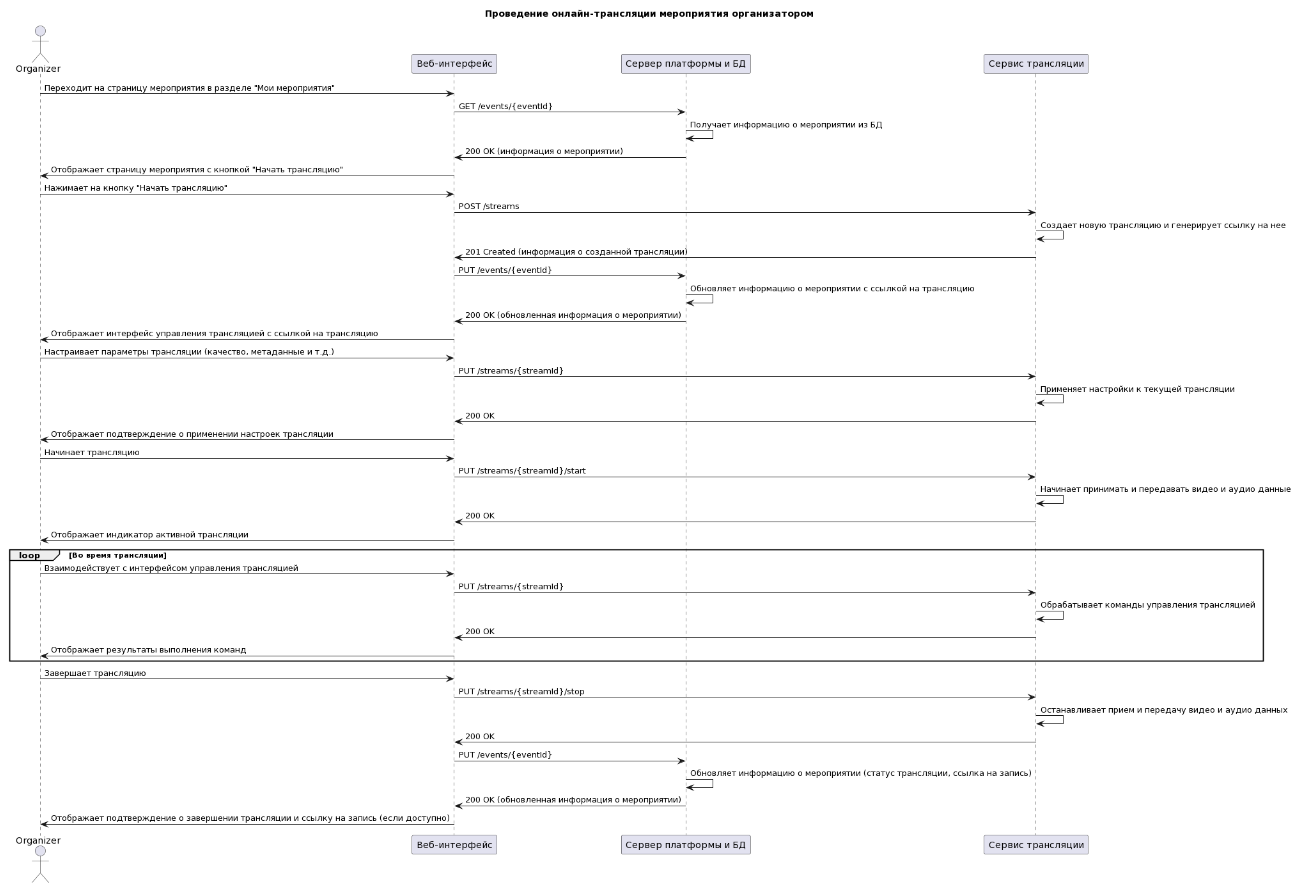 Проведение онлайн-трансляции мероприятия организатором
Organizer
Веб-интерфейс
Сервер платформы и БД
Сервис трансляции
Переходит на страницу мероприятия в разделе "Мои мероприятия"
GET /events/{eventId}
Получает информацию о мероприятии из БД
200 OK (информация о мероприятии)
Отображает страницу мероприятия с кнопкой "Начать трансляцию"
Нажимает на кнопку "Начать трансляцию"
POST /streams
Создает новую трансляцию и генерирует ссылку на нее
201 Created (информация о созданной трансляции)
PUT /events/{eventId}
Обновляет информацию о мероприятии с ссылкой на трансляцию
200 OK (обновленная информация о мероприятии)
Отображает интерфейс управления трансляцией с ссылкой на трансляцию
Настраивает параметры трансляции (качество, метаданные и т.д.)
PUT /streams/{streamId}
Применяет настройки к текущей трансляции
200 OK
Отображает подтверждение о применении настроек трансляции
Начинает трансляцию
PUT /streams/{streamId}/start
Начинает принимать и передавать видео и аудио данные
200 OK
Отображает индикатор активной трансляции
loop [Во время трансляции]
Взаимодействует с интерфейсом управления трансляцией
PUT /streams/{streamId}
Обрабатывает команды управления трансляцией
200 OK
Отображает результаты выполнения команд
Завершает трансляцию
PUT /streams/{streamId}/stop
Останавливает прием и передачу видео и аудио данных
200 OK
PUT /events/{eventId}
Обновляет информацию о мероприятии (статус трансляции, ссылка на запись)
200 OK (обновленная информация о мероприятии)
Отображает подтверждение о завершении трансляции и ссылку на запись (если доступно)
Organizer
Веб-интерфейс
Сервер платформы и БД
Сервис трансляции